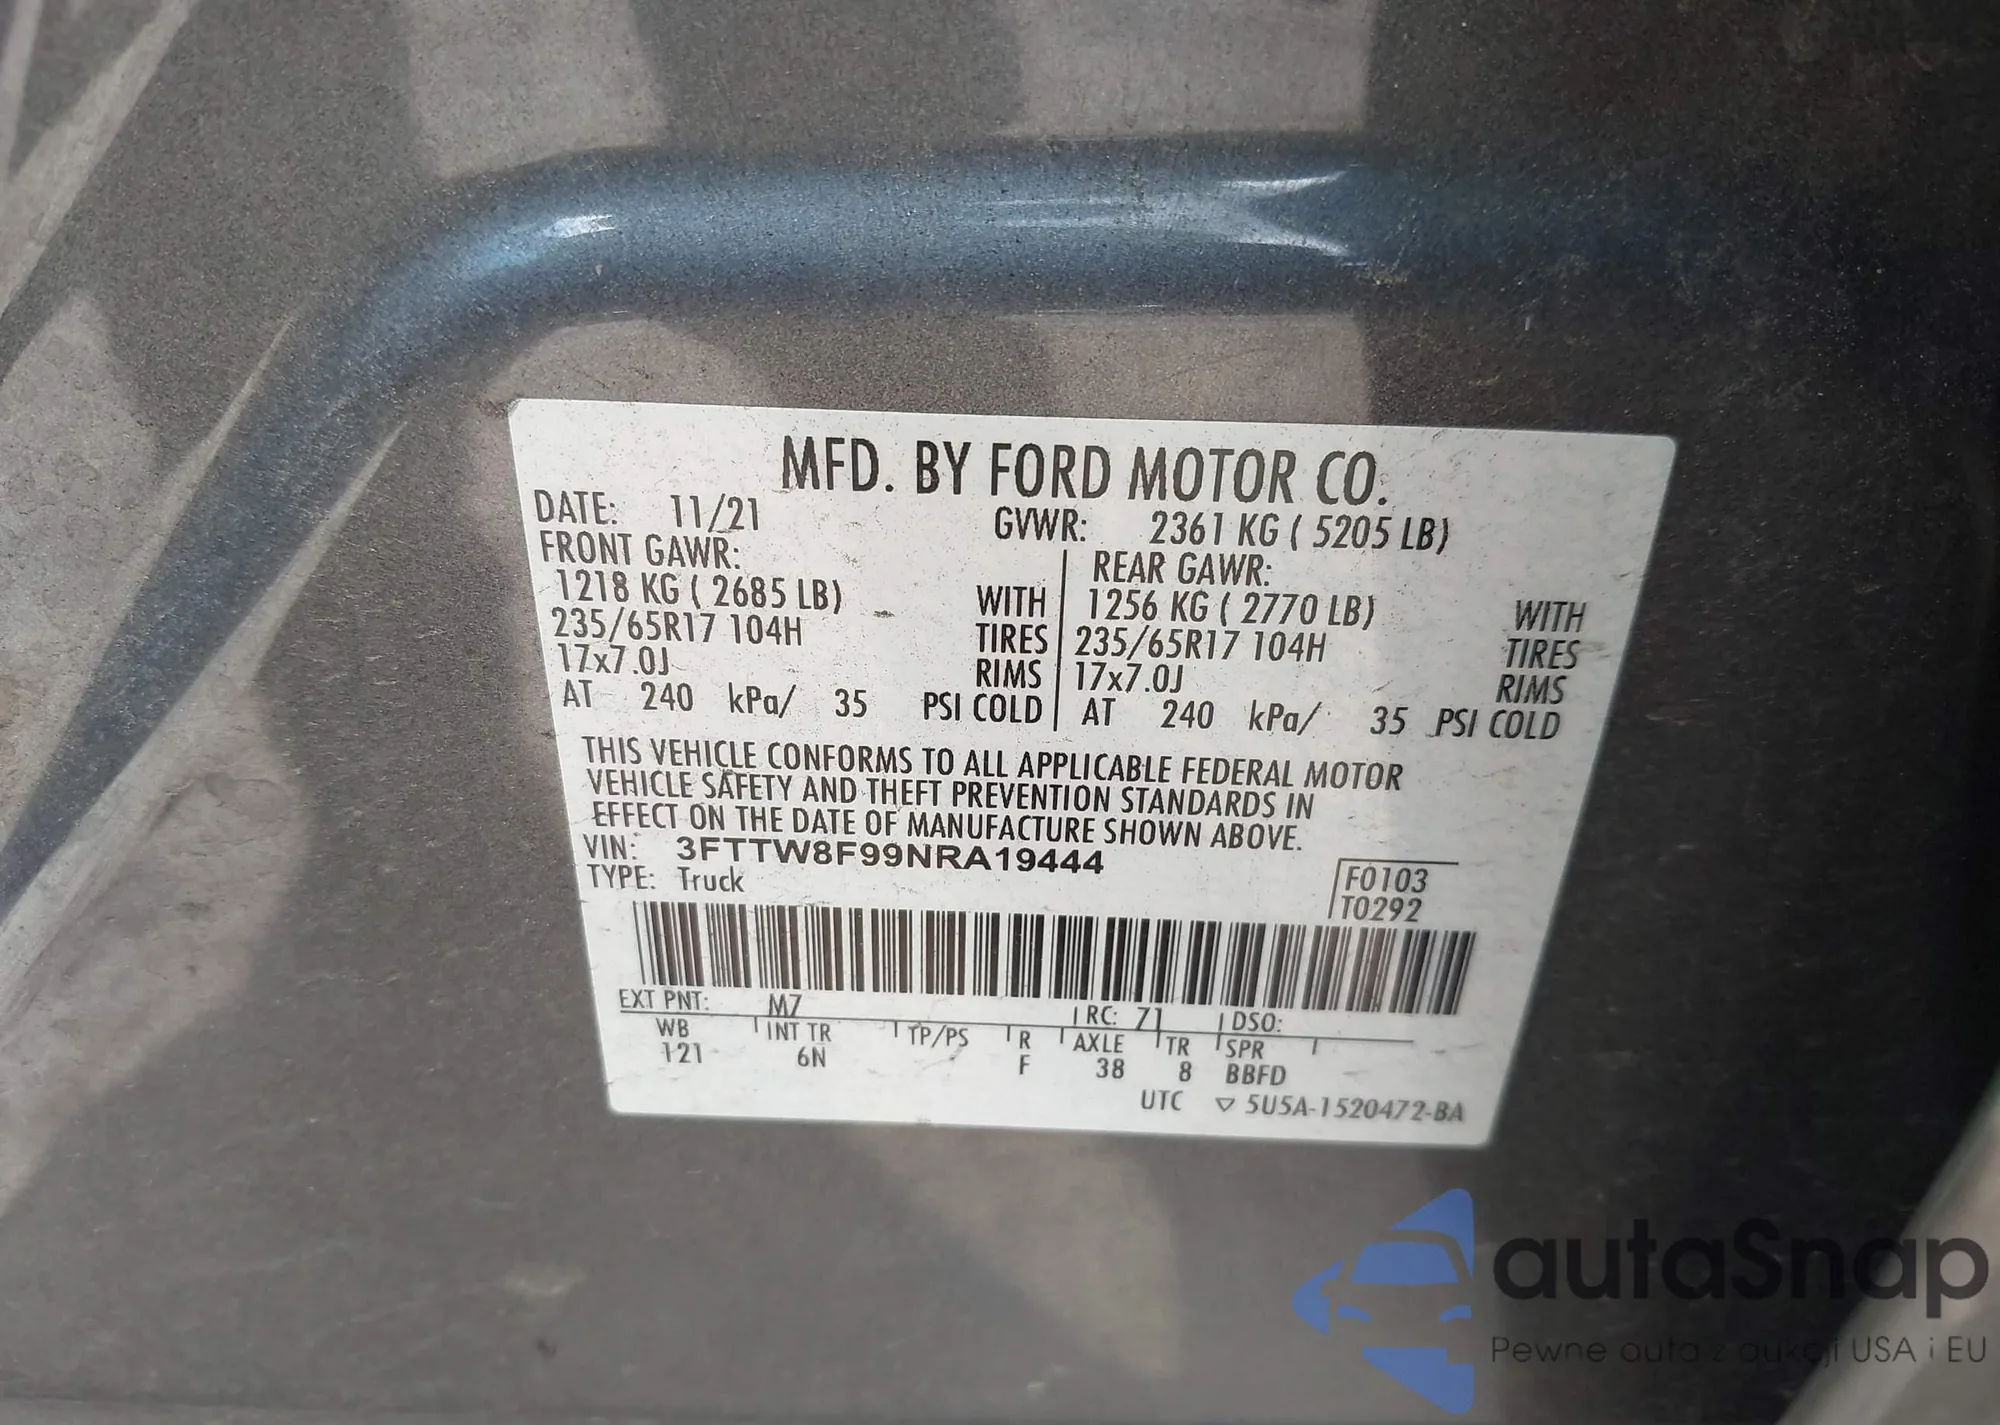 MFD. BY FORD MOTOR CO.
DATE: 11/21 GVWR: 2361 KG ( 5205 LB)
FRONT GAWR: REAR GAWR:
1218 KG ( 2685 LB) WITH 1256 KG ( 2770 LB) WITH
235/65R17 104H TIRES 235/65R17 104H TIRES
17x7.0J RIMS 17x7.0J RIMS
AT 240 kPa/ 35 PSI COLD AT 240 kPa/ 35 PSI COLD
THIS VEHICLE CONFORMS TO ALL APPLICABLE FEDERAL MOTOR
VEHICLE SAFETY AND THEFT PREVENTION STANDARDS IN
EFFECT ON THE DATE OF MANUFACTURE SHOWN ABOVE.
VIN: 3FTTW8F99NRA19444
TYPE: Truck
F0103
T0292
EXT PNT: M7 RC: 71 DSO:
WB INT TR TP/PS R AXLE TR SPR
121 6N F 38 8 BBFD
UTC ▽ 5U5A-1520472-BA
autaSnap
Pewne auta z aukcji USA i EU